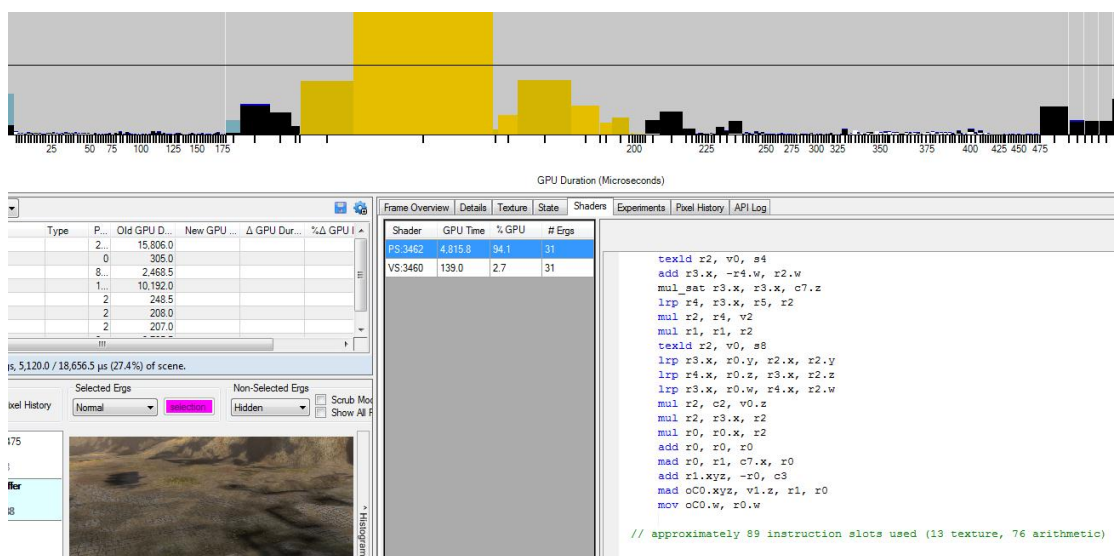 25 50 75 100 125 150 175 200 225 250 275 300 325 350 375 400 425 450 475
GPU Duration (Microseconds)
Frame Overview Details Texture State Shaders Experiments Pixel History API Log
Type P... Old GPU D... New GPU ... Δ GPU Dur... %Δ GPU
2... 15,806.0
0 305.0
8... 2,468.5
1... 10,192.0
2 248.5
2 208.0
2 207.0
5,120.0 / 18,656.5 µs (27.4%) of scene.
Selected Ergs Non-Selected Ergs
Pixel History Normal selection Hidden Scrub Mod
Show All
475
ffer
38
Histogram
Shader GPU Time % GPU # Ergs
PS:3462 4,815.8 94.1 31
VS:3460 139.0 2.7 31
texld r2, v0, s4
add r3.x, -r4.w, r2.w
mul_sat r3.x, r3.x, c7.z
lrp r4, r3.x, r5, r2
mul r2, r4, v2
mul r1, r1, r2
texld r2, v0, s8
lrp r3.x, r0.y, r2.x, r2.y
lrp r4.x, r0.z, r3.x, r2.z
lrp r3.x, r0.w, r4.x, r2.w
mul r2, c2, v0.z
mul r2, r3.x, r2
mul r0, r0.x, r2
add r0, r0, r0
mad r0, r1, c7.x, r0
add r1.xyz, -r0, c3
mad oC0.xyz, v1.z, r1, r0
mov oC0.w, r0.w
// approximately 89 instruction slots used (13 texture, 76 arithmetic)